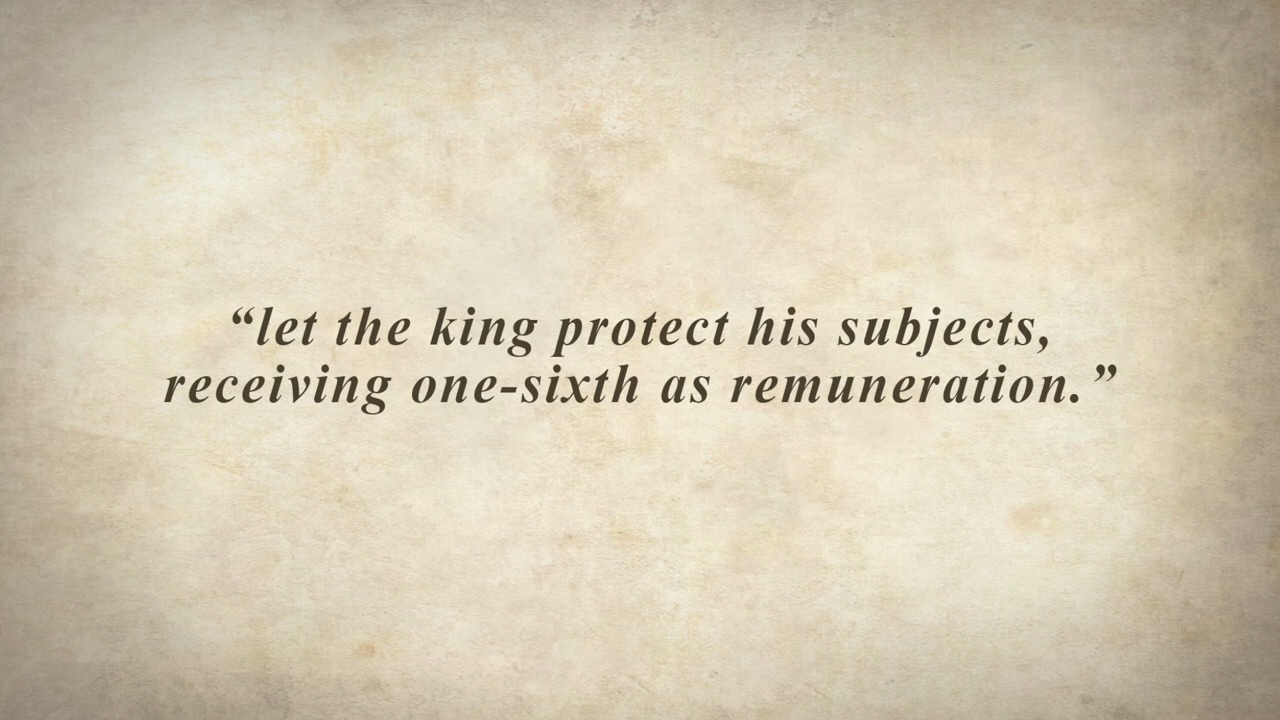 “let the king protect his subjects,
receiving one-sixth as remuneration.”